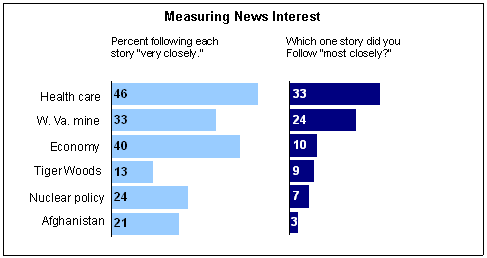 Measuring News Interest
Percent following each
story "very closely."
Which one story did you
Follow "most closely?"
Health care 46 33
W. Va. mine 33 24
Economy 40 10
Tiger Woods 13 9
Nuclear policy 24 7
Afghanistan 21 3